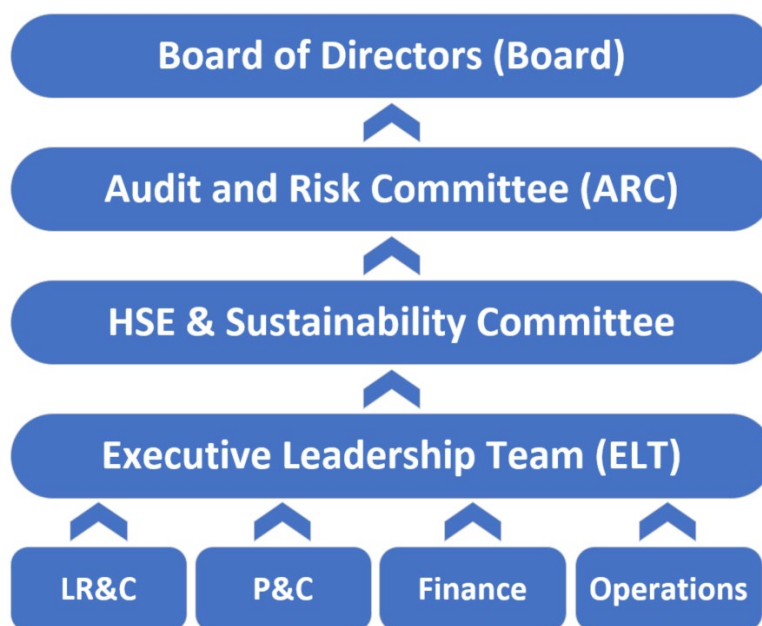 Board of Directors (Board)
Audit and Risk Committee (ARC)
HSE & Sustainability Committee
Executive Leadership Team (ELT)
LR&C
P&C
Finance
Operations